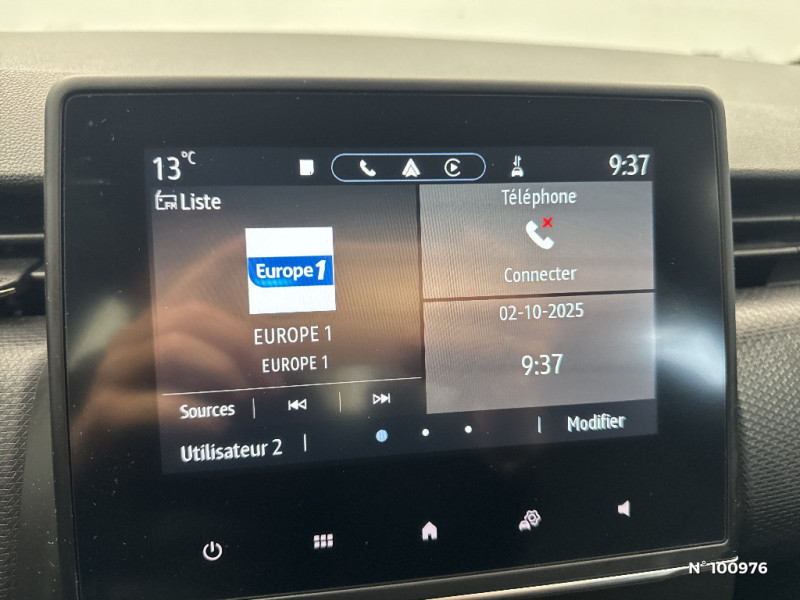 13°C
9:37
FM Liste
Europe 1
EUROPE 1
EUROPE 1
Sources
Utilisateur 2
Téléphone
Connecter
02-10-2025
9:37
Modifier
N° 100976